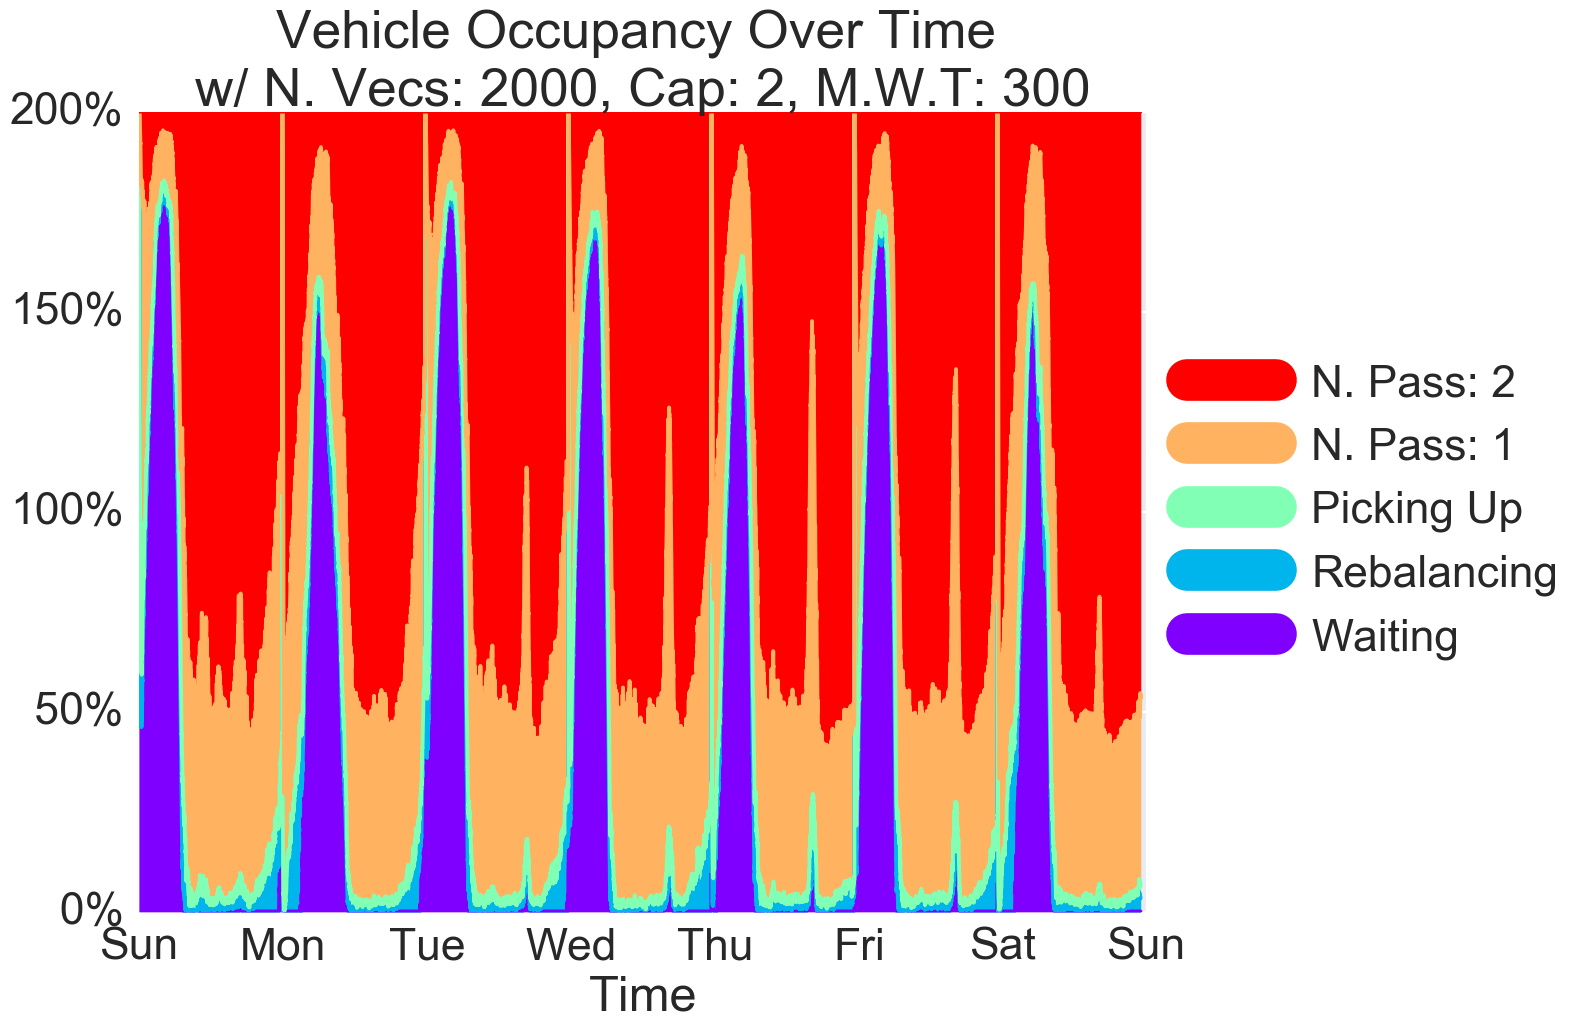 Vehicle Occupancy Over Time
w/ N. Vecs: 2000, Cap: 2, M.W.T: 300
200%
150%
100%
50%
0%
Sun Mon Tue Wed Thu Fri Sat Sun
Time
N. Pass: 2
N. Pass: 1
Picking Up
Rebalancing
Waiting